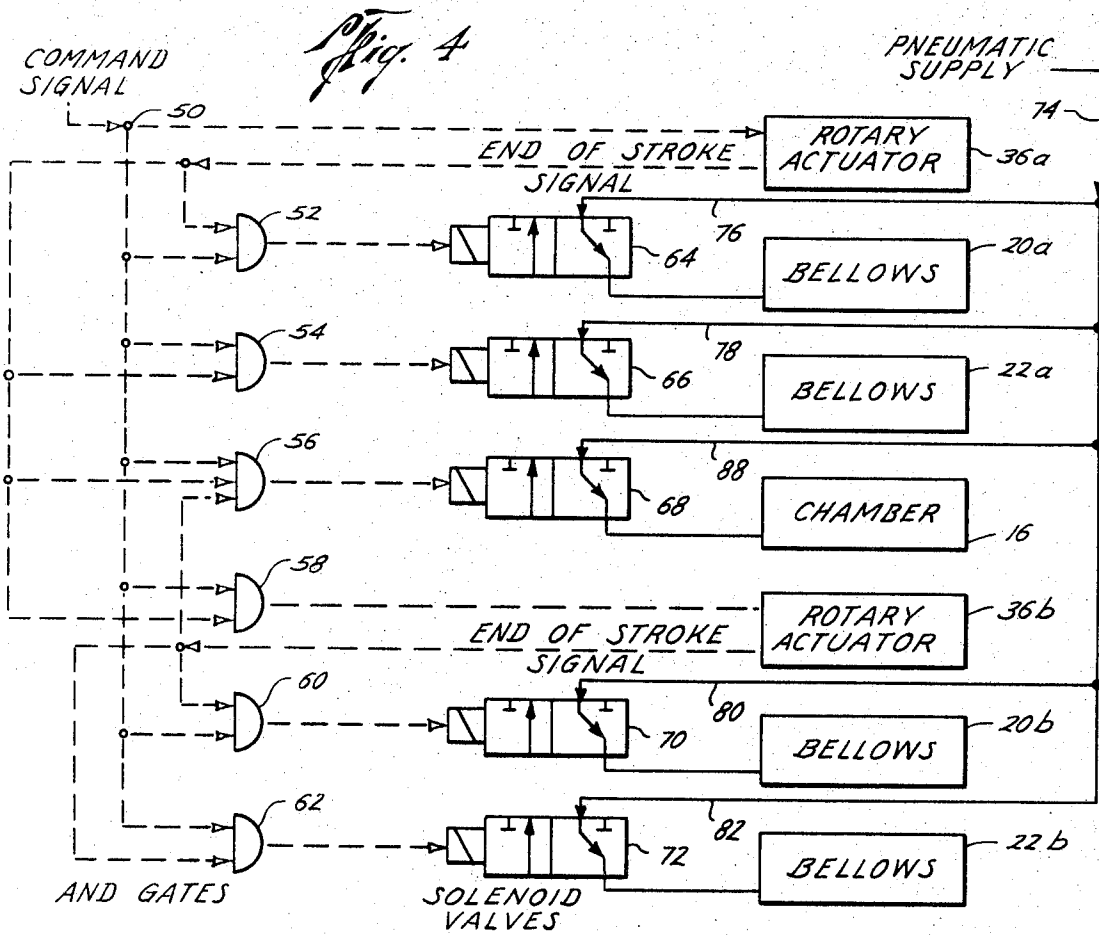 Fig. 4
COMMAND
SIGNAL
PNEUMATIC
SUPPLY
50
74
ROTARY
ACTUATOR
36a
END OF STROKE
SIGNAL
52
76
64
20a
BELLOWS
54
78
66
22a
BELLOWS
56
88
68
CHAMBER
16
58
ROTARY
ACTUATOR
36b
END OF STROKE
SIGNAL
60
80
70
20b
BELLOWS
62
82
72
22b
BELLOWS
AND GATES
SOLENOID
VALVES